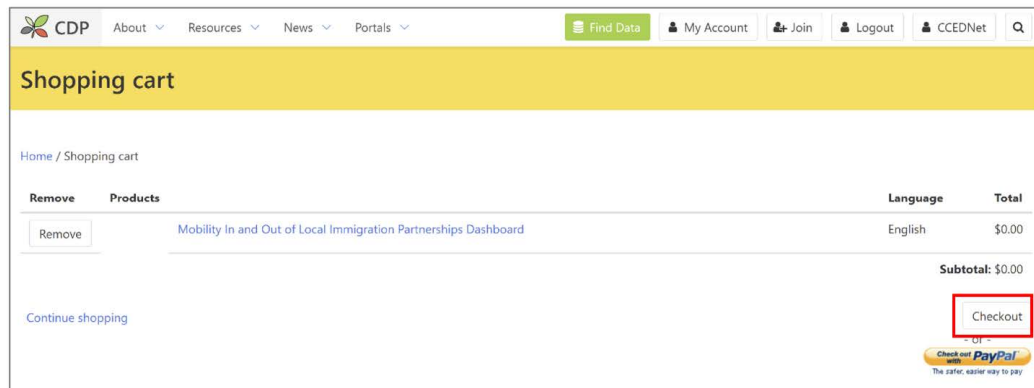 CDP About Resources News Portals Find Data My Account Join Logout CCEDNet
Shopping cart
Home / Shopping cart
Remove Products Language Total
Remove Mobility In and Out of Local Immigration Partnerships Dashboard English $0.00
Subtotal: $0.00
Continue shopping Checkout
- or -
Check out with PayPal
The safer, easier way to pay